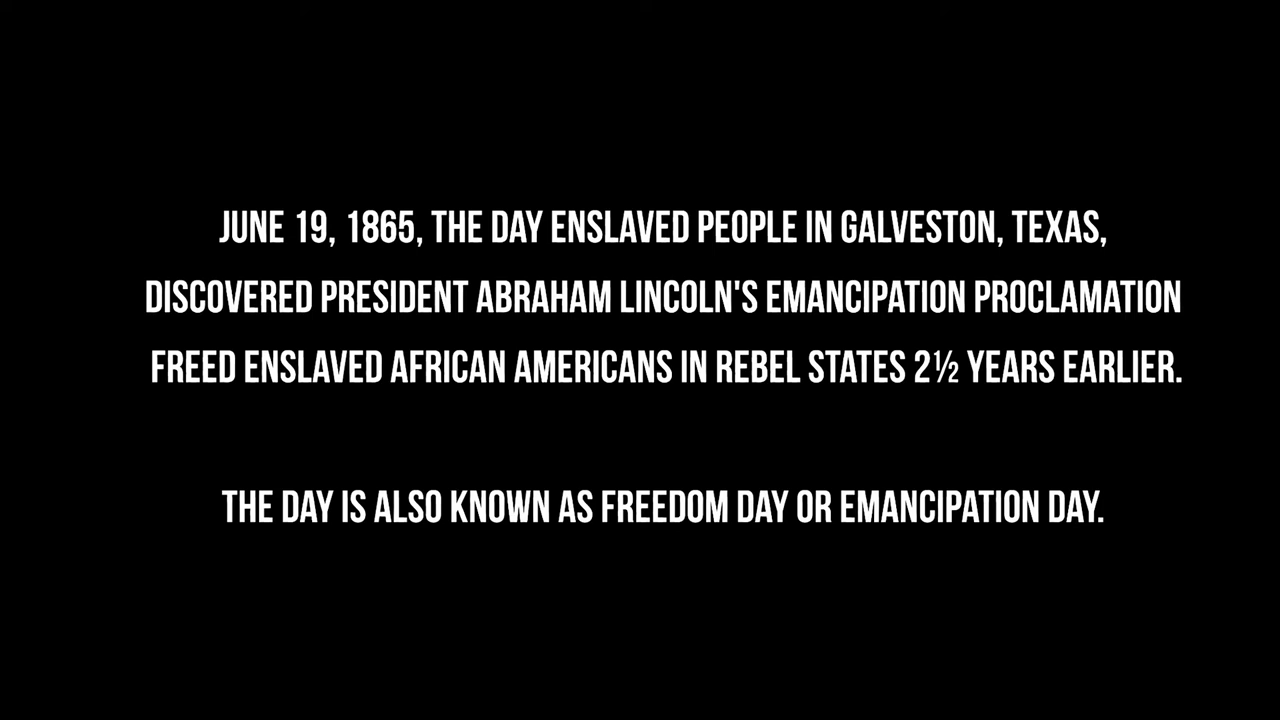 JUNE 19, 1865, THE DAY ENSLAVED PEOPLE IN GALVESTON, TEXAS,
DISCOVERED PRESIDENT ABRAHAM LINCOLN'S EMANCIPATION PROCLAMATION
FREED ENSLAVED AFRICAN AMERICANS IN REBEL STATES 2½ YEARS EARLIER.
THE DAY IS ALSO KNOWN AS FREEDOM DAY OR EMANCIPATION DAY.